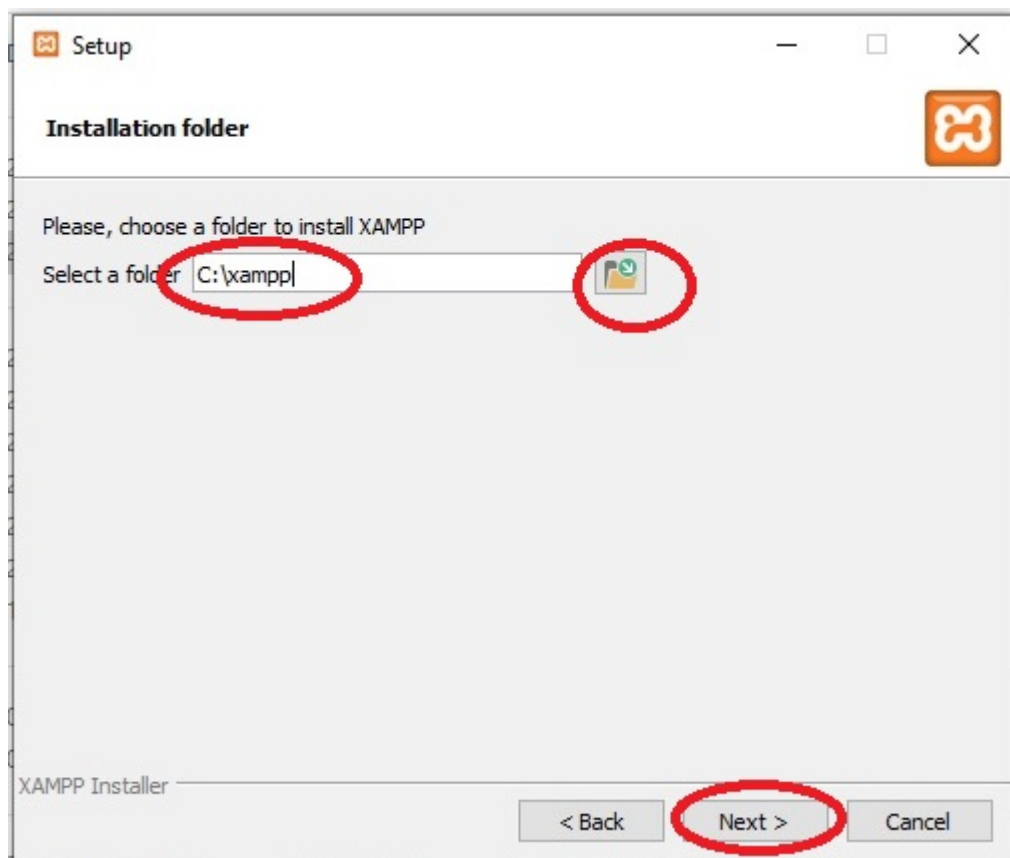 Setup
Installation folder
Please, choose a folder to install XAMPP
Select a folder C:\xampp
XAMPP Installer
< Back Next > Cancel